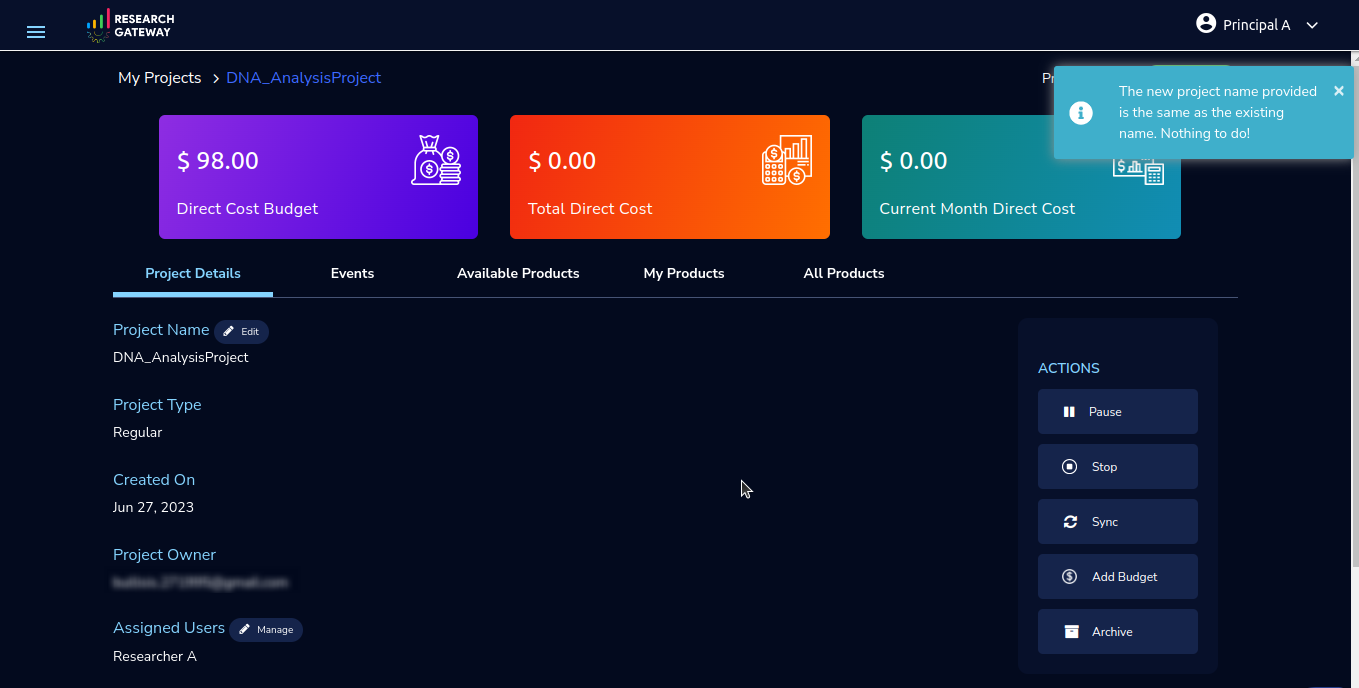 RESEARCH
GATEWAY
Principal A
My Projects > DNA_AnalysisProject
The new project name provided
is the same as the existing
name. Nothing to do!
$ 98.00
Direct Cost Budget
$ 0.00
Total Direct Cost
$ 0.00
Current Month Direct Cost
Project Details
Events
Available Products
My Products
All Products
Project Name
Edit
DNA_AnalysisProject
Project Type
Regular
Created On
Jun 27, 2023
Project Owner
Assigned Users
Manage
Researcher A
ACTIONS
Pause
Stop
Sync
Add Budget
Archive